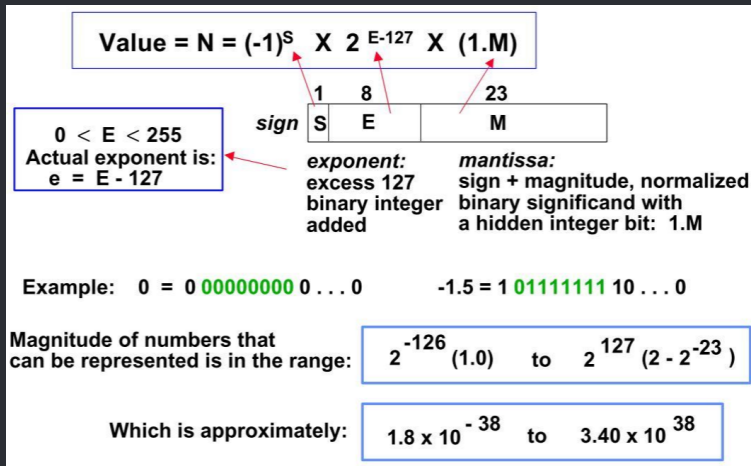 Value = N = (-1)^S X 2^E-127 X (1.M)
1 8 23
sign S E M
0 < E < 255
Actual exponent is:
e = E - 127
exponent:
excess 127
binary integer
added
mantissa:
sign + magnitude, normalized
binary significand with
a hidden integer bit: 1.M
Example: 0 = 0 00000000 0 . . . 0 -1.5 = 1 01111111 10 . . . 0
Magnitude of numbers that
can be represented is in the range:
2^-126 (1.0) to 2^127 (2 - 2^-23 )
Which is approximately:
1.8 x 10^- 38 to 3.40 x 10^38